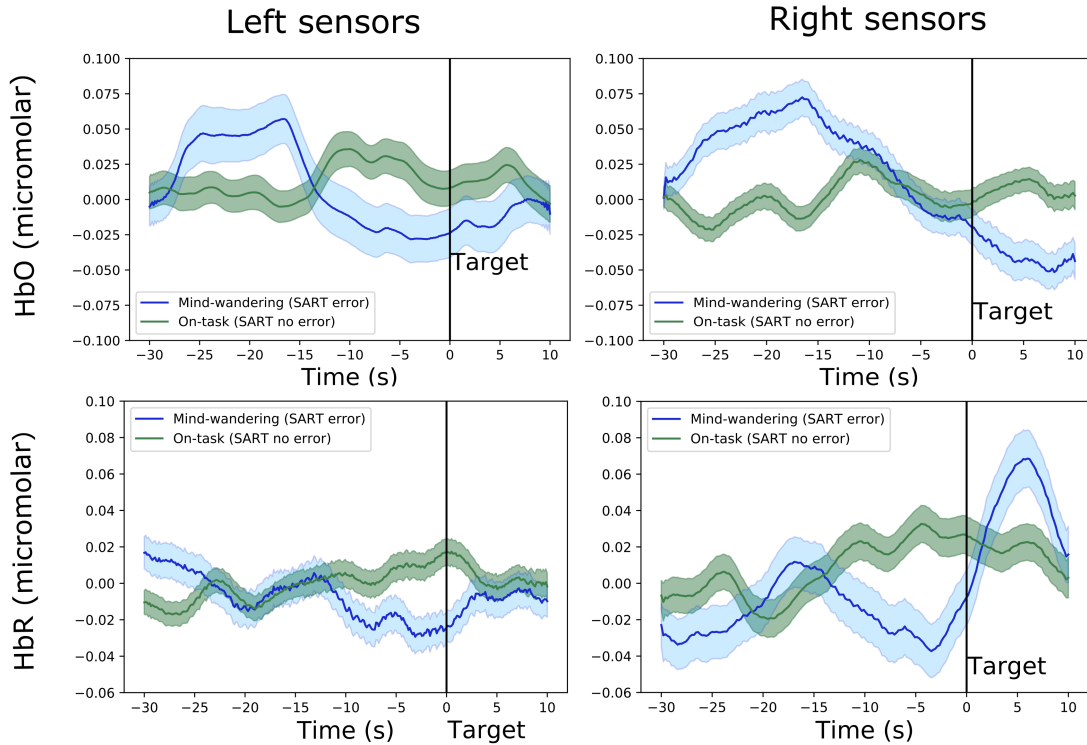 Left sensors
Right sensors
HbO (micromolar)
0.100
0.075
0.050
0.025
0.000
−0.025
−0.050
−0.075
−0.100
Target
Mind-wandering (SART error)
On-task (SART no error)
−30 −25 −20 −15 −10 −5 0 5 10
Time (s)
0.100
0.075
0.050
0.025
0.000
−0.025
−0.050
−0.075
−0.100
Target
Mind-wandering (SART error)
On-task (SART no error)
−30 −25 −20 −15 −10 −5 0 5 10
Time (s)
HbR (micromolar)
0.10
0.08
0.06
0.04
0.02
0.00
−0.02
−0.04
−0.06
Mind-wandering (SART error)
On-task (SART no error)
−30 −25 −20 −15 −10 −5 0 5 10
Time (s) Target
0.10
0.08
0.06
0.04
0.02
0.00
−0.02
−0.04
−0.06
Mind-wandering (SART error)
On-task (SART no error)
Target
−30 −25 −20 −15 −10 −5 0 5 10
Time (s)